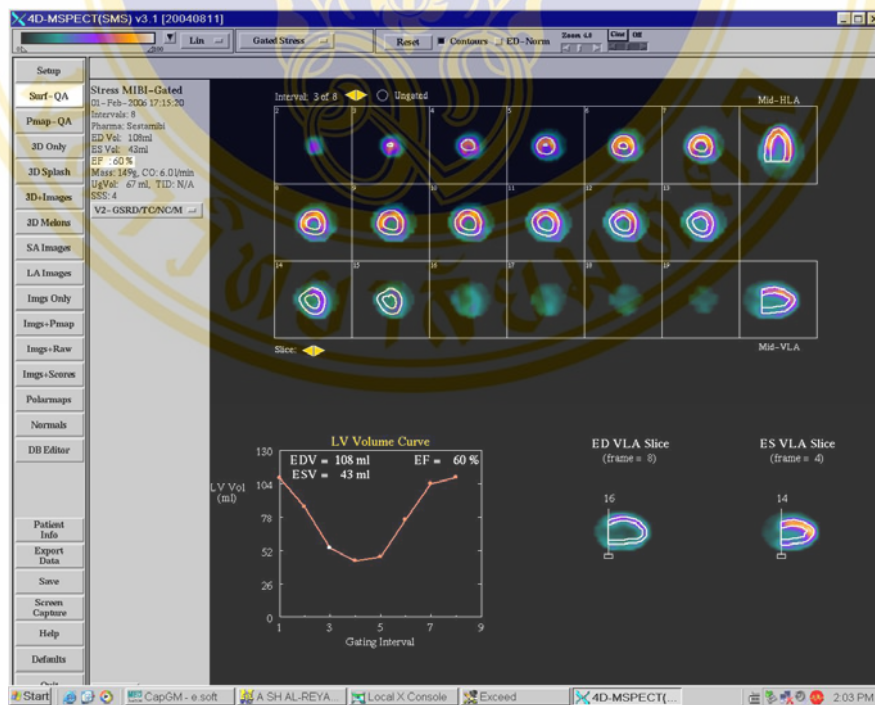 4D-MSPECT(SMS) v3.1 [20040811]
Lin
Gated Stress
Reset
Contours
ED-Norm
Zoom
Off
Setup
Surf-QA
Pmap-QA
3D Only
3D Splash
3D+Images
3D Melons
SA Images
LA Images
Imgs Only
Imgs+Pmap
Imgs+Raw
Imgs+Scores
Polarmaps
Normals
DB Editor
Patient
Info
Export
Data
Save
Screen
Capture
Help
Defaults
Quit
Stress MIBI-Gated
01-Feb-2006 17:15:20
Intervals: 8
Pharma: Sestamibi
ED Vol: 108ml
ES Vol: 43ml
EF :60%
Mass: 149g, CO: 6.0l/min
UgVol: 67 ml, TID: N/A
SSS: 4
V2-GSRD/TC/NC/M
Interval: 3 of 8
Ungated
Mid-HLA
2
3
4
5
6
7
8
9
10
11
12
13
14
15
16
17
18
19
Slice:
Mid-VLA
LV Volume Curve
EDV = 108 ml EF = 60 %
ESV = 43 ml
LV Vol
(ml)
130
104
78
52
26
0
1 3 5 7 9
Gating Interval
ED VLA Slice
(frame = 8)
16
ES VLA Slice
(frame = 4)
14
Start
CapGM - e.soft
A SH AL-REYA...
Local X Console
Exceed
4D-MSPECT(...
2:03 PM